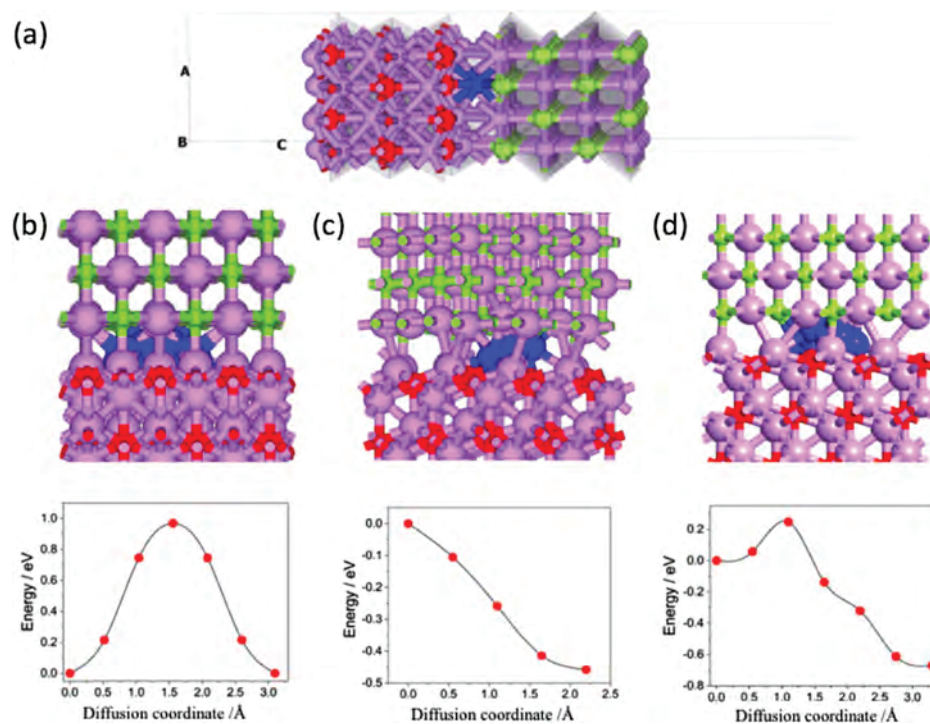 (a)
A
B
C
(b)
(c)
(d)
1.0
0.8
0.6
0.4
0.2
0.0
Energy / eV
0.0 0.5 1.0 1.5 2.0 2.5 3.0
Diffusion coordinate /Å
0.0
-0.1
-0.2
-0.3
-0.4
-0.5
Energy / eV
0.0 0.5 1.0 1.5 2.0 2.5
Diffusion coordinate /Å
0.2
0.0
-0.2
-0.4
-0.6
-0.8
Energy / eV
0.0 0.5 1.0 1.5 2.0 2.5 3.0
Diffusion coordinate /Å